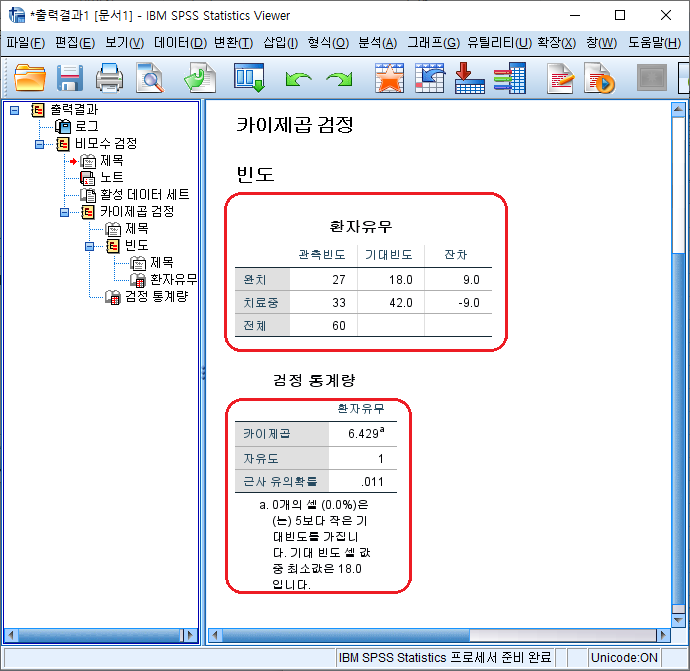 *출력결과1 [문서1] - IBM SPSS Statistics Viewer
파일(F) 편집(E) 보기(V) 데이터(D) 변환(T) 삽입(I) 형식(O) 분석(A) 그래프(G) 유틸리티(U) 확장(X) 창(W) 도움말(H)
출력결과
로그
비모수 검정
제목
노트
활성 데이터 세트
카이제곱 검정
제목
빈도
제목
환자유무
검정 통계량
카이제곱 검정
빈도
환자유무
관측빈도 기대빈도 잔차
완치 27 18.0 9.0
치료중 33 42.0 -9.0
전체 60
검정 통계량
환자유무
카이제곱 6.429a
자유도 1
근사 유의확률 .011
a. 0개의 셀 (0.0%)은
(는) 5보다 작은 기
대빈도를 가집니
다. 기대 빈도 셀 값
중 최소값은 18.0
입니다.
IBM SPSS Statistics 프로세서 준비 완료 Unicode:ON